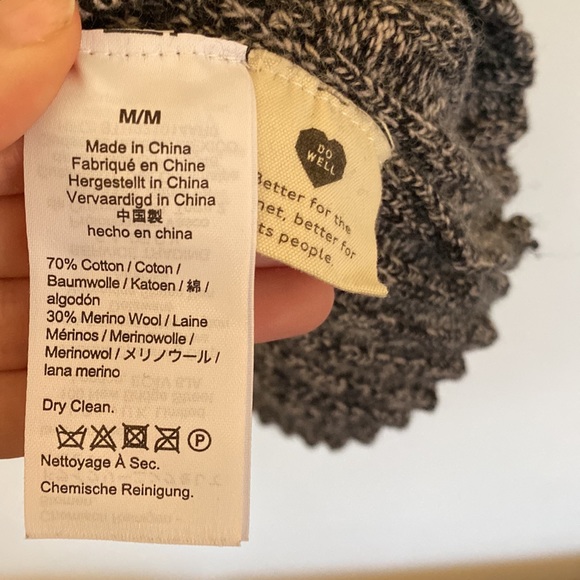 M/M
Made in China
Fabriqué en Chine
Hergestellt in China
Vervaardigd in China
中国製
hecho en china
70% Cotton / Coton /
Baumwolle / Katoen / 綿 /
algodón
30% Merino Wool / Laine
Mérinos / Merinowolle /
Merinowol / メリノウール /
lana merino
Dry Clean.
P
Nettoyage À Sec.
Chemische Reinigung.
DO
WELL
Better for the
net, better for
ts people.